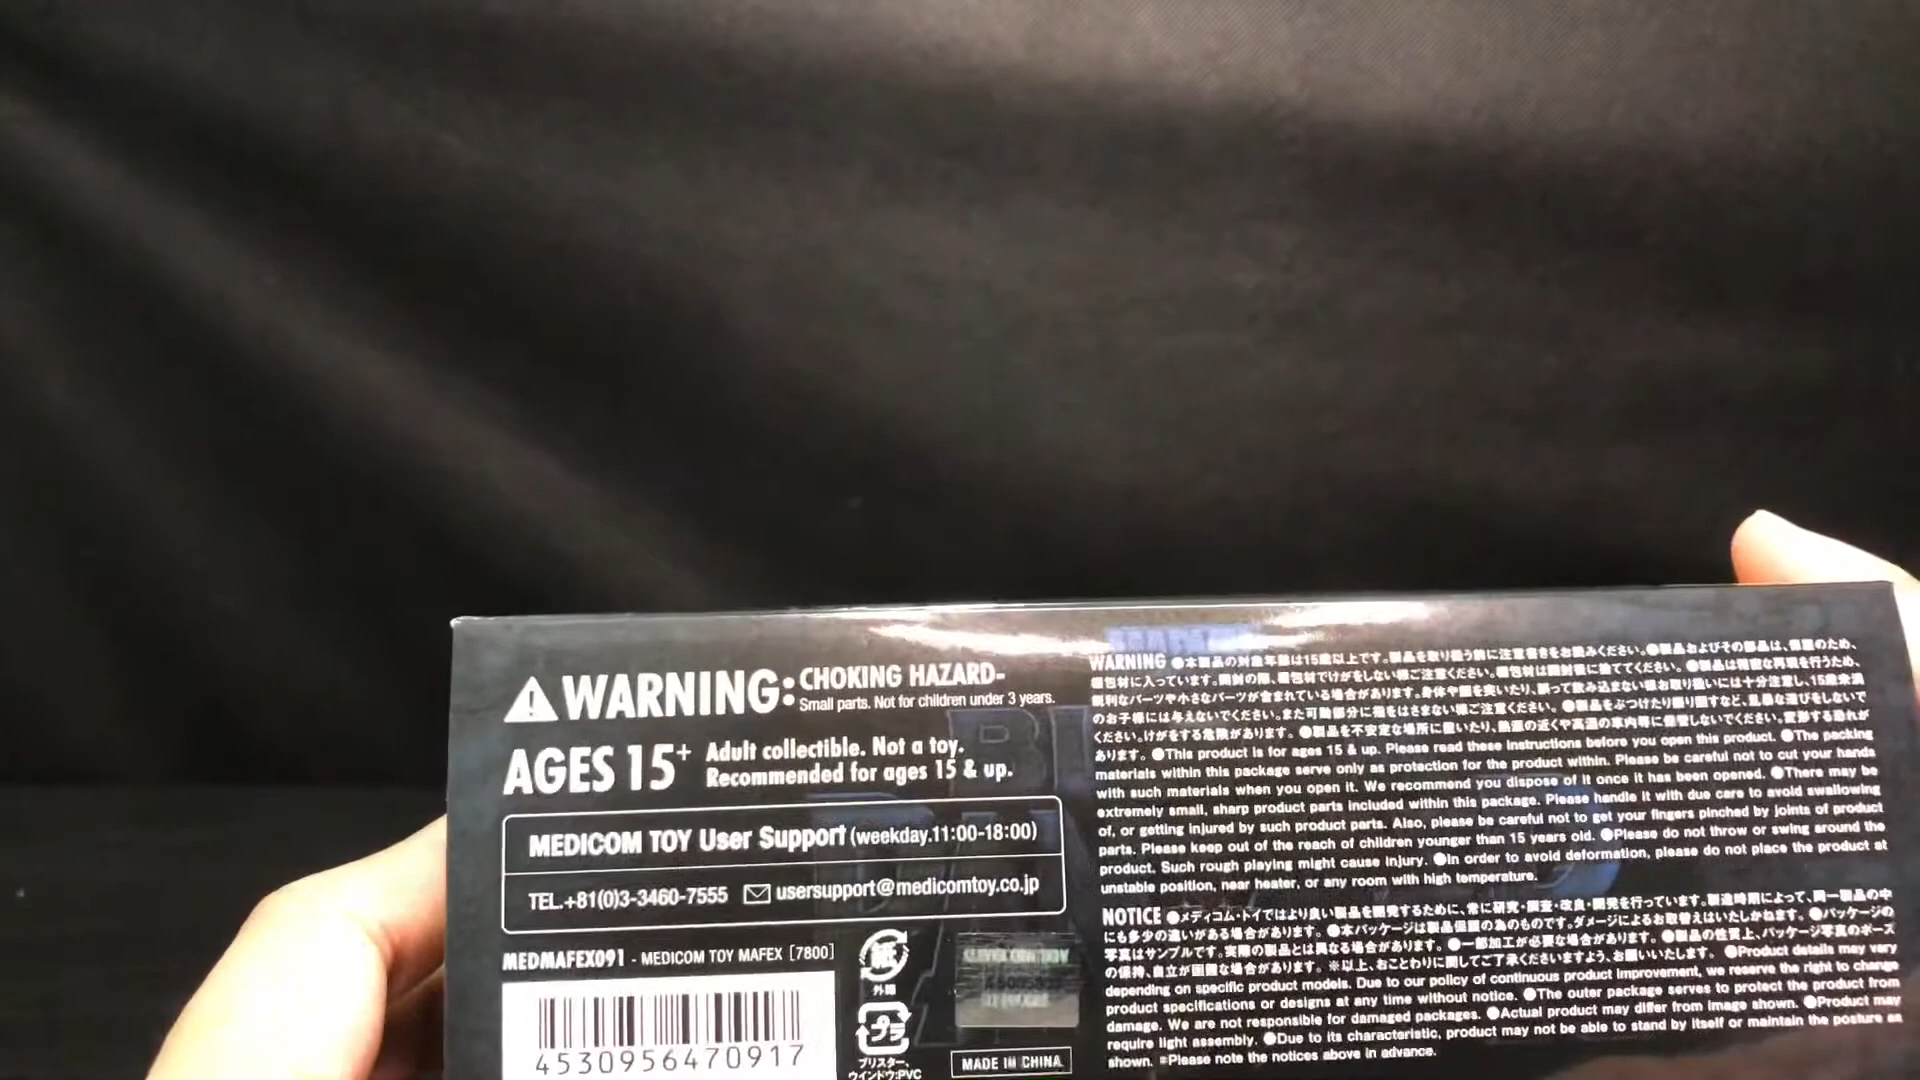 WARNING: CHOKING HAZARD-
Small parts. Not for children under 3 years.
AGES 15+ Adult collectible. Not a toy.
Recommended for ages 15 & up.
MEDICOM TOY User Support (weekday.11:00-18:00)
TEL.+81(0)3-3460-7555 usersupport@medicomtoy.co.jp
MEDMAFEX091 - MEDICOM TOY MAFEX [7800]
4530956470917
紙
外箱
プラ
ブリスター、
ウインドウ:PVC
MADE IN CHINA
WARNING ●本製品の対象年齢は15歳以上です。製品を取り扱う前に注意書きをお読みください。●製品およびその部品は、保護のため、
梱包材に入っています。開封の際、梱包材でけがをしない様ご注意ください。梱包材は開封後に捨ててください。●製品は精密な再現を行うため、
鋭利なパーツや小さなパーツが含まれている場合があります。身体や眼を突いたり、誤って飲み込まない様お取り扱いには十分注意し、15歳未満
のお子様には与えないでください。また可動部分に指をはさまない様ご注意ください。●製品をぶつけたり振り回すなど、乱暴な遊びをしないで
ください。けがをする危険があります。●製品を不安定な場所に置いたり、熱源の近くや高温の車内等に保管しないでください。変形する恐れが
あります。●This product is for ages 15 & up. Please read these instructions before you open this product. ●The packing
materials within this package serve only as protection for the product within. Please be careful not to cut your hands
with such materials when you open it. We recommend you dispose of it once it has been opened. ●There may be
extremely small, sharp product parts included within this package. Please handle it with due care to avoid swallowing
of, or getting injured by such product parts. Also, please be careful not to get your fingers pinched by joints of product
parts. Please keep out of the reach of children younger than 15 years old. ●Please do not throw or swing around the
product. Such rough playing might cause injury. ●In order to avoid deformation, please do not place the product at
unstable position, near heater, or any room with high temperature.
NOTICE ●メディコム・トイではより良い製品を開発するために、常に研究・調査・改良・開発を行っています。製造時期によって、同一製品の中
にも多少の違いがある場合があります。●本パッケージは製品保護の為のものです。ダメージによるお取替えはいたしかねます。●パッケージの
写真はサンプルです。実際の製品とは異なる場合があります。●一部加工が必要な場合があります。●製品の性質上、パッケージ写真のポーズ
の保持、自立が困難な場合があります。※以上、おことわりに関してご了承くださいますよう、お願いいたします。●Product details may vary
depending on specific product models. Due to our policy of continuous product improvement, we reserve the right to change
product specifications or designs at any time without notice. ●The outer package serves to protect the product from
damage. We are not responsible for damaged packages. ●Actual product may differ from image shown. ●Product may
require light assembly. ●Due to its characteristic, product may not be able to stand by itself or maintain the posture as
shown. ※Please note the notices above in advance.